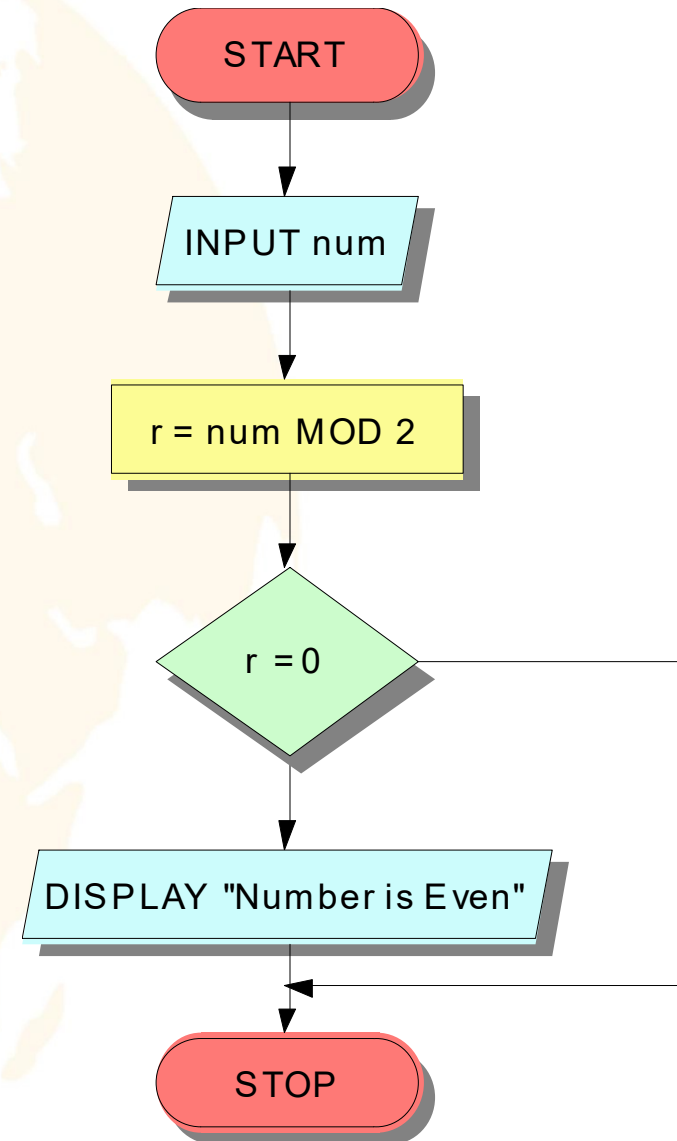 START
INPUT num
r = num MOD 2
r = 0
DISPLAY "Number is Even"
STOP